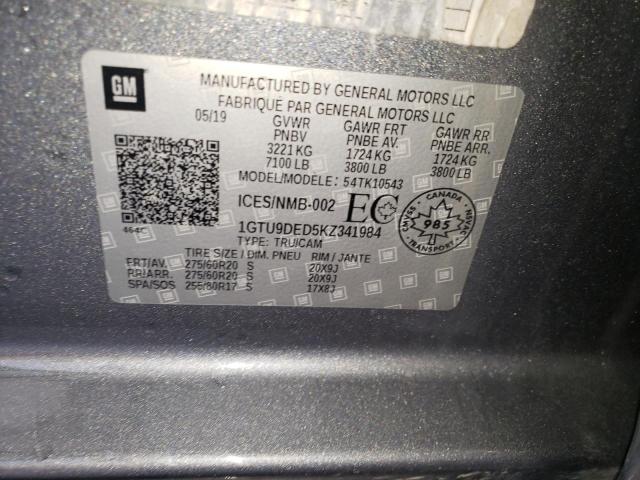 GM
MANUFACTURED BY GENERAL MOTORS LLC
FABRIQUÉ PAR GENERAL MOTORS LLC
05/19 GVWR GAWR FRT GAWR RR
PNBV PNBE AV. PNBE ARR.
3221 KG 1724 KG 1724 KG
7100 LB 3800 LB 3800 LB
MODEL/MODELE: 54TK10543
ICES/NMB-002 EC
CANADA
985
NSVAC
464C 1GTU9DED5KZ341984
TYPE: TRU/CAM
TIRE SIZE / DIM. PNEU RIM / JANTE
FRT/AV. 275/60R20 S 20X9J
RR/ARR. 275/60R20 S 20X9J
SPA/SOS 255/80R17 S 17X8J